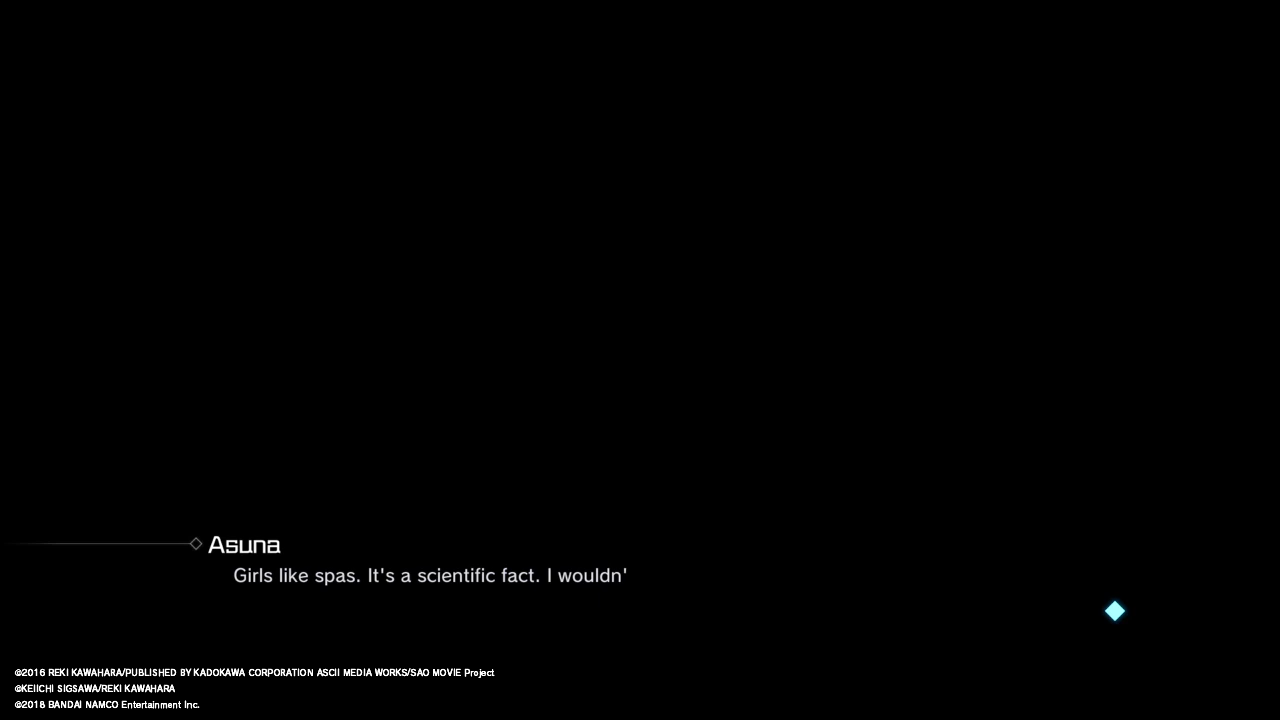 Asuna
Girls like spas. It's a scientific fact. I wouldn'
©2016 REKI KAWAHARA/PUBLISHED BY KADOKAWA CORPORATION ASCII MEDIA WORKS/SAO MOVIE Project
©KEIICHI SIGSAWA/REKI KAWAHARA
©2018 BANDAI NAMCO Entertainment Inc.